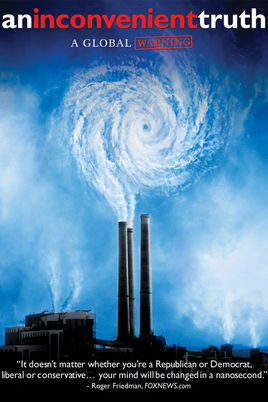 aninconvenienttruth
A GLOBAL WARNING
“It doesn’t matter whether you’re a Republican or Democrat,
liberal or conservative... your mind will be changed in a nanosecond.”
- Roger Friedman, FOXNEWS.com